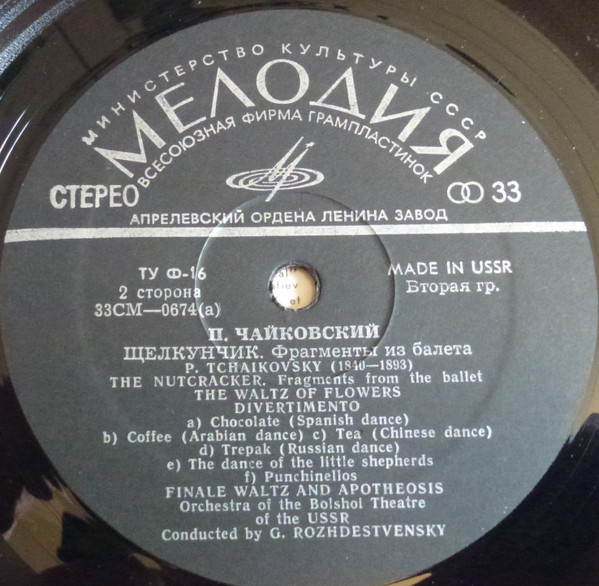 МИНИСТЕРСТВО КУЛЬТУРЫ СССР
МЕЛОДИЯ
ВСЕСОЮЗНАЯ ФИРМА ГРАМПЛАСТИНОК
СТЕРЕО 33
АПРЕЛЕВСКИЙ ОРДЕНА ЛЕНИНА ЗАВОД
ТУ Ф-16 MADE IN USSR
2 сторона Вторая гр.
33СМ—0674(а)
П. ЧАЙКОВСКИЙ
ЩЕЛКУНЧИК. Фрагменты из балета
P. TCHAIKOVSKY (1840—1893)
THE NUTCRACKER. Fragments from the ballet
THE WALTZ OF FLOWERS
DIVERTIMENTO
a) Chocolate (Spanish dance)
b) Coffee (Arabian dance) c) Tea (Chinese dance)
d) Trepak (Russian dance)
e) The dance of the little shepherds
f) Punchinellos
FINALE WALTZ AND APOTHEOSIS
Orchestra of the Bolshoi Theatre
of the USSR
Conducted by G. ROZHDESTVENSKY